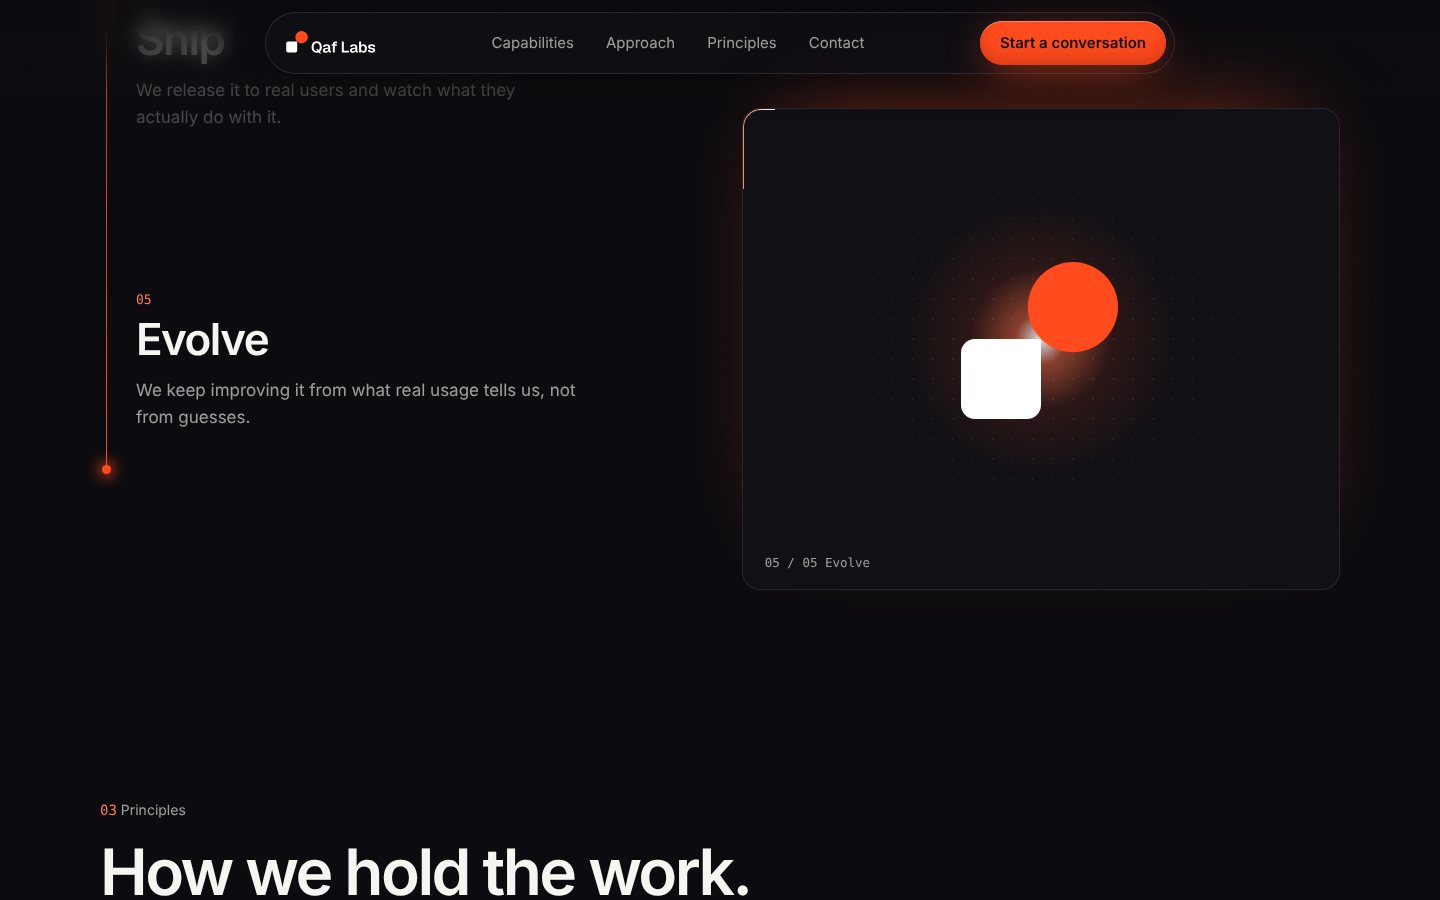 Ship
Qaf Labs
Capabilities
Approach
Principles
Contact
Start a conversation
We release it to real users and watch what they
actually do with it.
05
Evolve
We keep improving it from what real usage tells us, not
from guesses.
05 / 05 Evolve
03 Principles
How we hold the work.